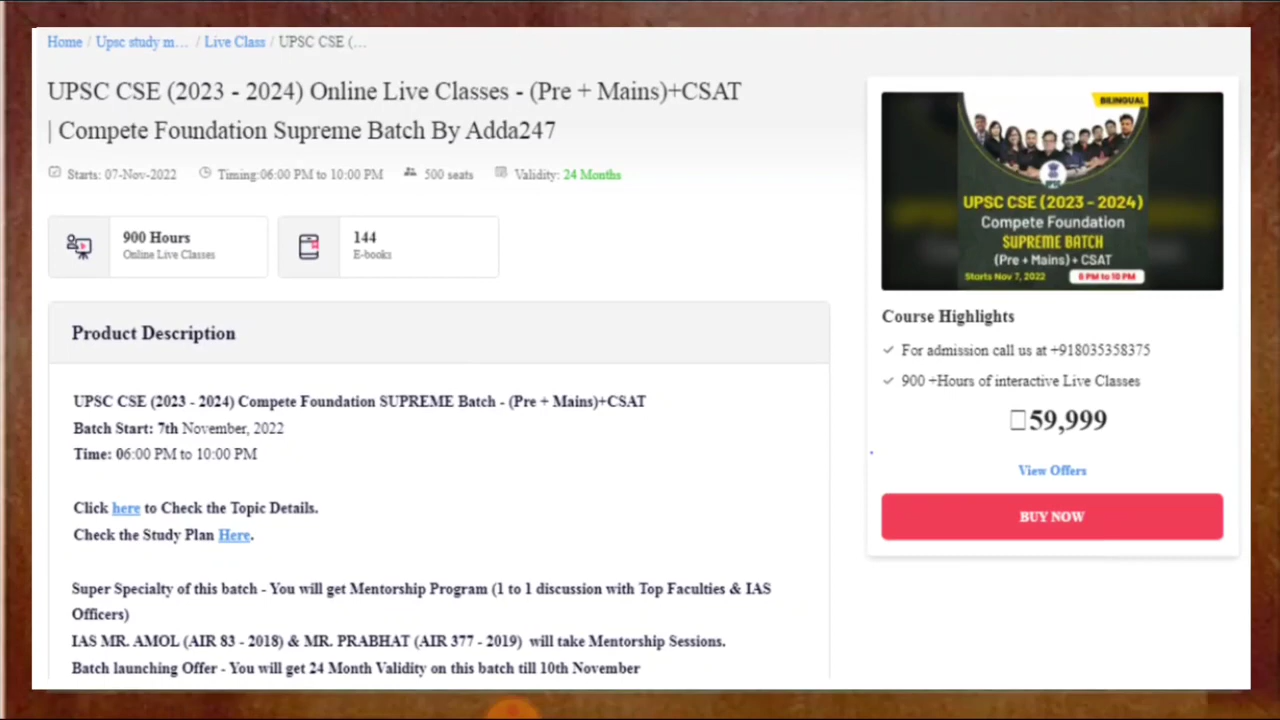 Home / Upsc study m... / Live Class / UPSC CSE (...
UPSC CSE (2023 - 2024) Online Live Classes - (Pre + Mains)+CSAT
| Compete Foundation Supreme Batch By Adda247
Starts: 07-Nov-2022 Timing:06:00 PM to 10:00 PM 500 seats Validity: 24 Months
900 Hours
Online Live Classes
144
E-books
Product Description
UPSC CSE (2023 - 2024) Compete Foundation SUPREME Batch - (Pre + Mains)+CSAT
Batch Start: 7th November, 2022
Time: 06:00 PM to 10:00 PM
Click here to Check the Topic Details.
Check the Study Plan Here.
Super Specialty of this batch - You will get Mentorship Program (1 to 1 discussion with Top Faculties & IAS
Officers)
IAS MR. AMOL (AIR 83 - 2018) & MR. PRABHAT (AIR 377 - 2019) will take Mentorship Sessions.
Batch launching Offer - You will get 24 Month Validity on this batch till 10th November
BILINGUAL
UPSC CSE (2023 - 2024)
Compete Foundation
SUPREME BATCH
(Pre + Mains) + CSAT
Starts Nov 7, 2022 6 PM to 10 PM
Course Highlights
For admission call us at +918035358375
900 +Hours of interactive Live Classes
59,999
View Offers
BUY NOW